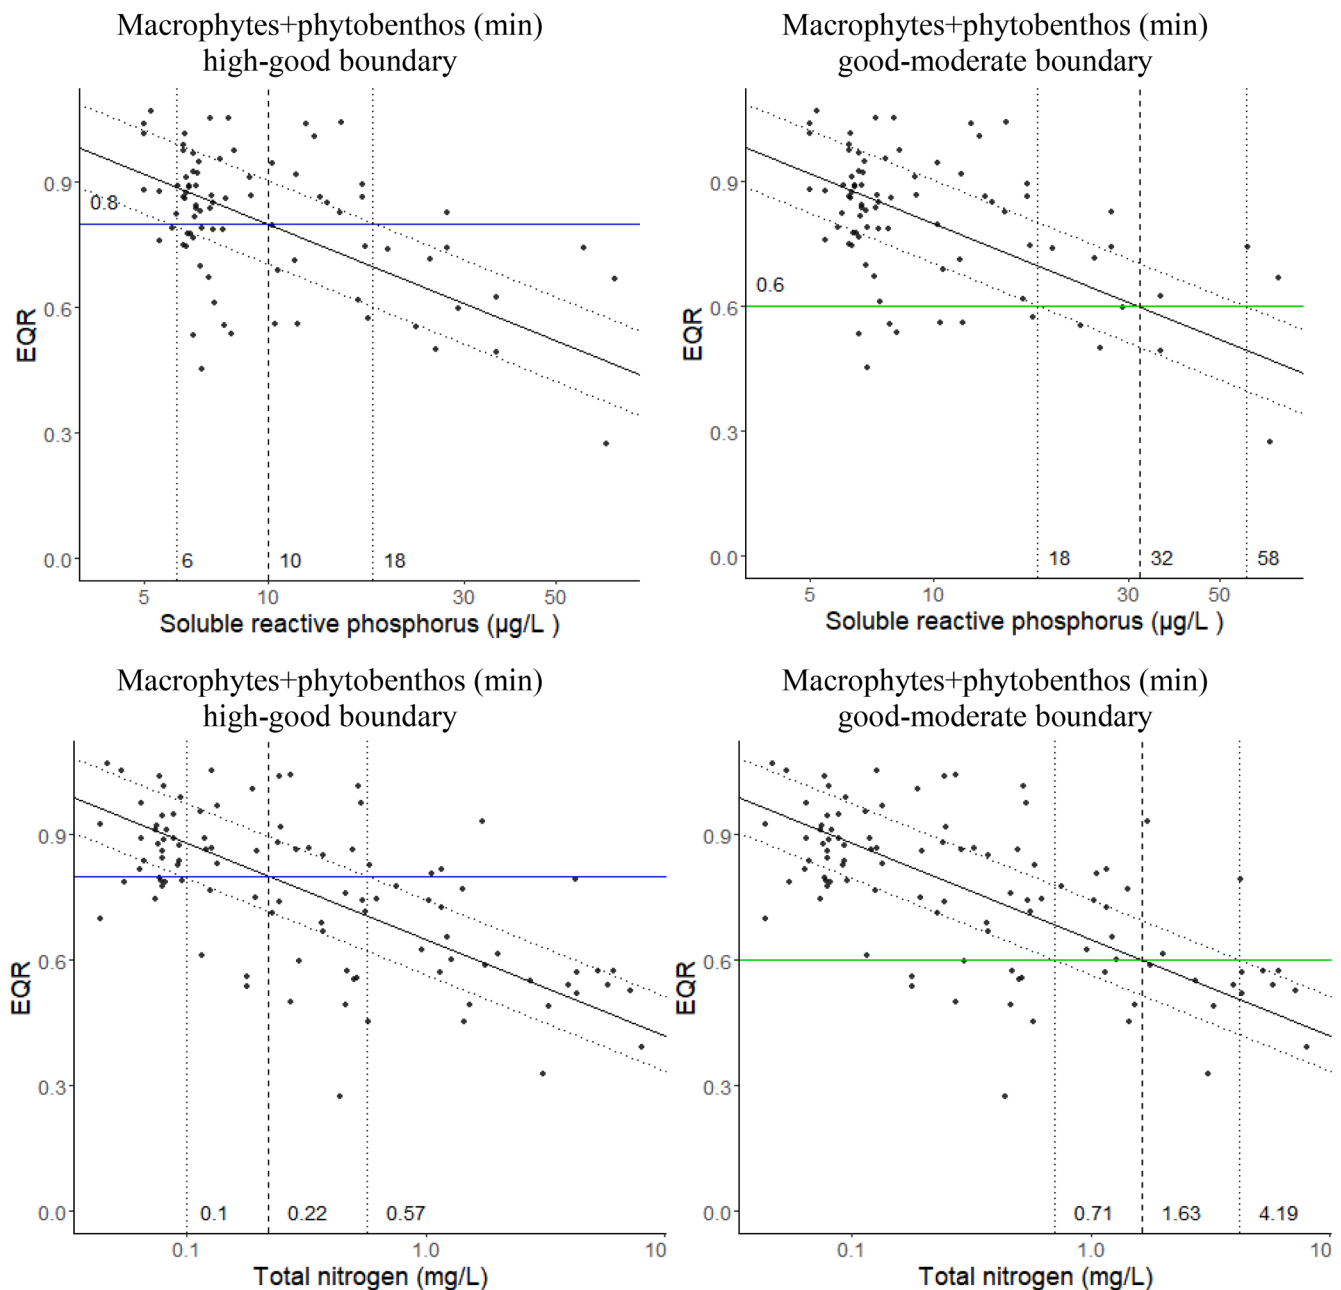 Macrophytes+phytobenthos (min)
high-good boundary
EQR
0.9
0.6
0.3
0.0
0.8
6
10
18
5
10
30
50
Soluble reactive phosphorus (µg/L )
Macrophytes+phytobenthos (min)
good-moderate boundary
EQR
0.9
0.6
0.3
0.0
0.6
18
32
58
5
10
30
50
Soluble reactive phosphorus (µg/L )
Macrophytes+phytobenthos (min)
high-good boundary
EQR
0.9
0.6
0.3
0.0
0.1
0.22
0.57
0.1
1.0
10
Total nitrogen (mg/L)
Macrophytes+phytobenthos (min)
good-moderate boundary
EQR
0.9
0.6
0.3
0.0
0.71
1.63
4.19
0.1
1.0
10
Total nitrogen (mg/L)